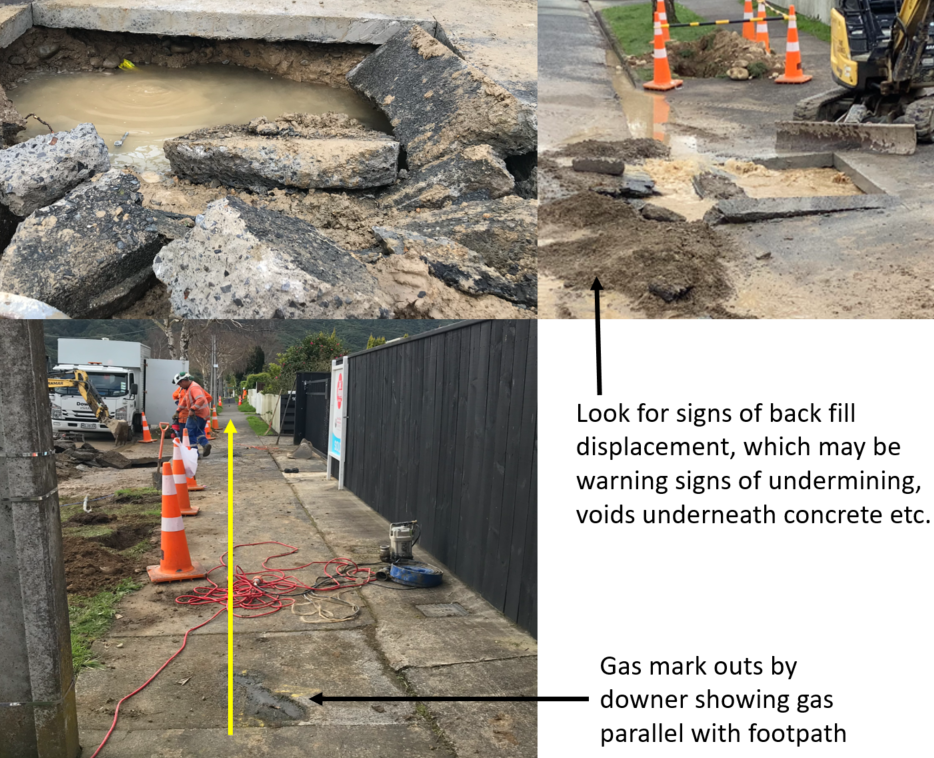 Look for signs of back fill
displacement, which may be
warning signs of undermining,
voids underneath concrete etc.
Gas mark outs by
downer showing gas
parallel with footpath